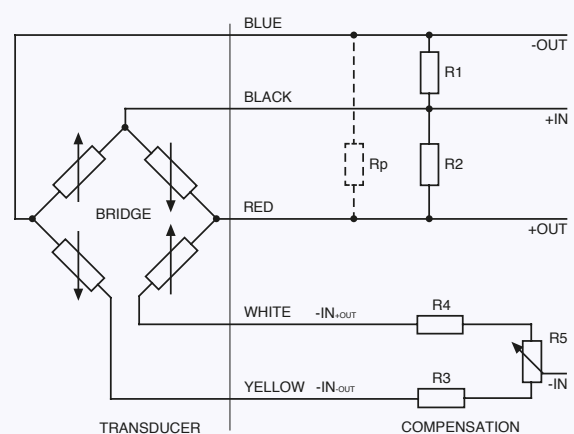 BLUE
-OUT
R1
BLACK
+IN
Rp
R2
BRIDGE
RED
+OUT
WHITE -IN+OUT
R4
R5
-IN
R3
YELLOW -IN-OUT
TRANSDUCER
COMPENSATION